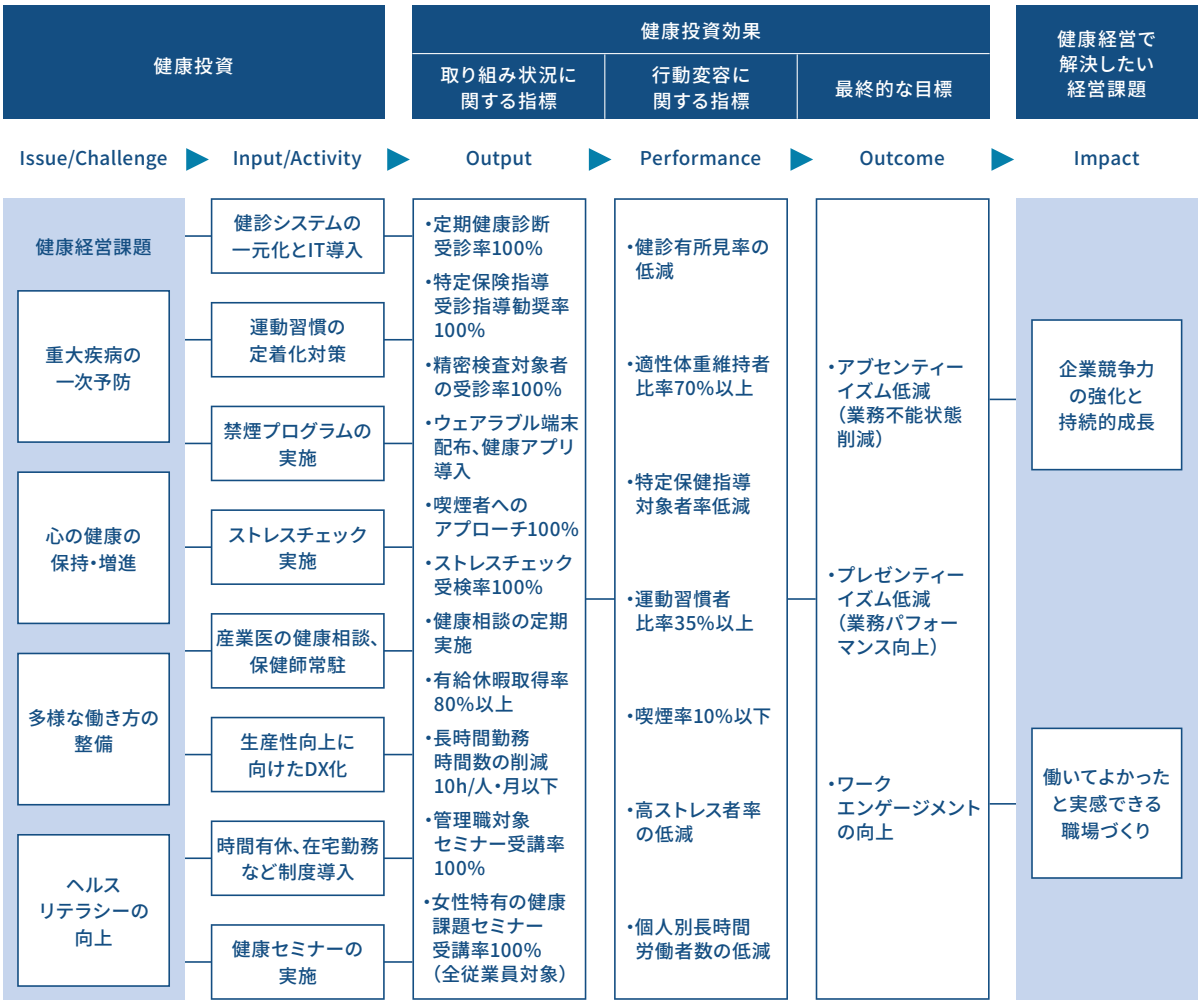 健康投資
健康投資効果
取り組み状況に
関する指標
行動変容に
関する指標
最終的な目標
健康経営で
解決したい
経営課題
Issue/Challenge
Input/Activity
Output
Performance
Outcome
Impact
健康経営課題
重大疾病の
一次予防
心の健康の
保持・増進
多様な働き方の
整備
ヘルス
リテラシーの
向上
健診システムの
一元化とIT導入
運動習慣の
定着化対策
禁煙プログラムの
実施
ストレスチェック
実施
産業医の健康相談、
保健師常駐
生産性向上に
向けたDX化
時間有休、在宅勤務
など制度導入
健康セミナーの
実施
・定期健康診断
受診率100%
・特定保険指導
受診指導勧奨率
100%
・精密検査対象者
の受診率100%
・ウェアラブル端末
配布、健康アプリ
導入
・喫煙者への
アプローチ100%
・ストレスチェック
受検率100%
・健康相談の定期
実施
・有給休暇取得率
80%以上
・長時間勤務
時間数の削減
10h/人・月以下
・管理職対象
セミナー受講率
100%
・女性特有の健康
課題セミナー
受講率100%
（全従業員対象）
・健診有所見率の
低減
・適性体重維持者
比率70%以上
・特定保健指導
対象者率低減
・運動習慣者
比率35%以上
・喫煙率10%以下
・高ストレス者率
の低減
・個人別長時間
労働者数の低減
・アブセンティー
イズム低減
（業務不能状態
削減）
・プレゼンティー
イズム低減
（業務パフォー
マンス向上）
・ワーク
エンゲージメント
の向上
企業競争力
の強化と
持続的成長
働いてよかった
と実感できる
職場づくり